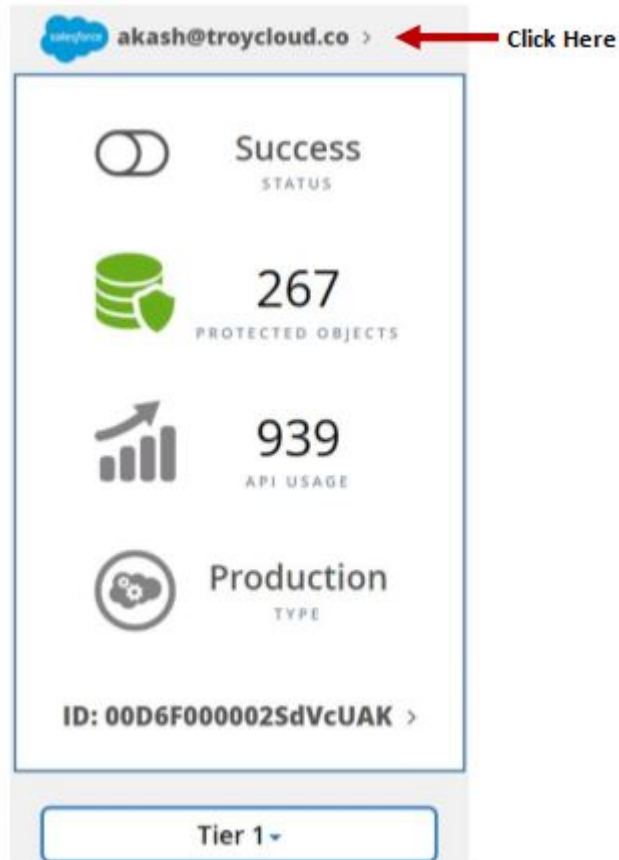 salesforce akash@troycloud.co > Click Here
Success
STATUS
267
PROTECTED OBJECTS
939
API USAGE
Production
TYPE
ID: 00D6F000002SdVcUAK >
Tier 1